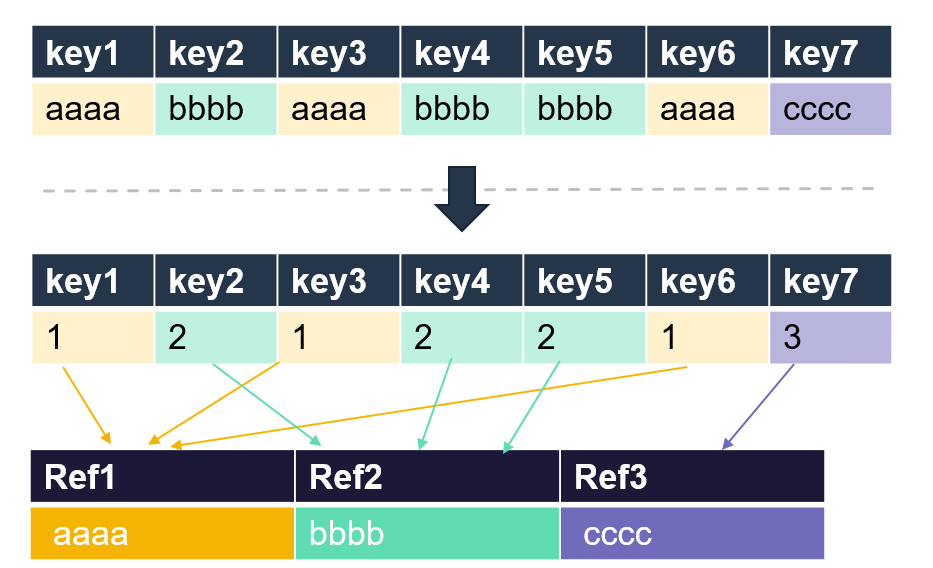 key1 key2 key3 key4 key5 key6 key7
aaaa bbbb aaaa bbbb bbbb aaaa cccc
key1 key2 key3 key4 key5 key6 key7
1 2 1 2 2 1 3
Ref1 Ref2 Ref3
aaaa bbbb cccc